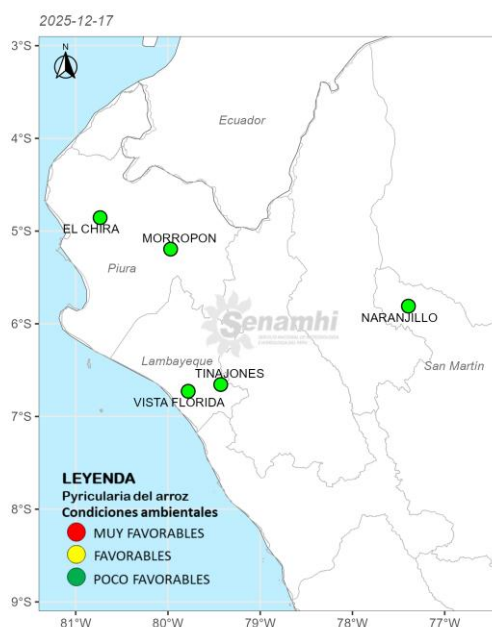 2025-12-17
3°S
N
Ecuador
4°S
EL CHIRA
5°S
MORROPON
Piura
NARANJILLO
6°S
Senamhi
Lambayeque
San Martín
TINAJONES
VISTA FLORIDA
7°S
LEYENDA
Pyricularia del arroz
Condiciones ambientales
MUY FAVORABLES
FAVORABLES
POCO FAVORABLES
8°S
9°S
81°W 80°W 79°W 78°W 77°W